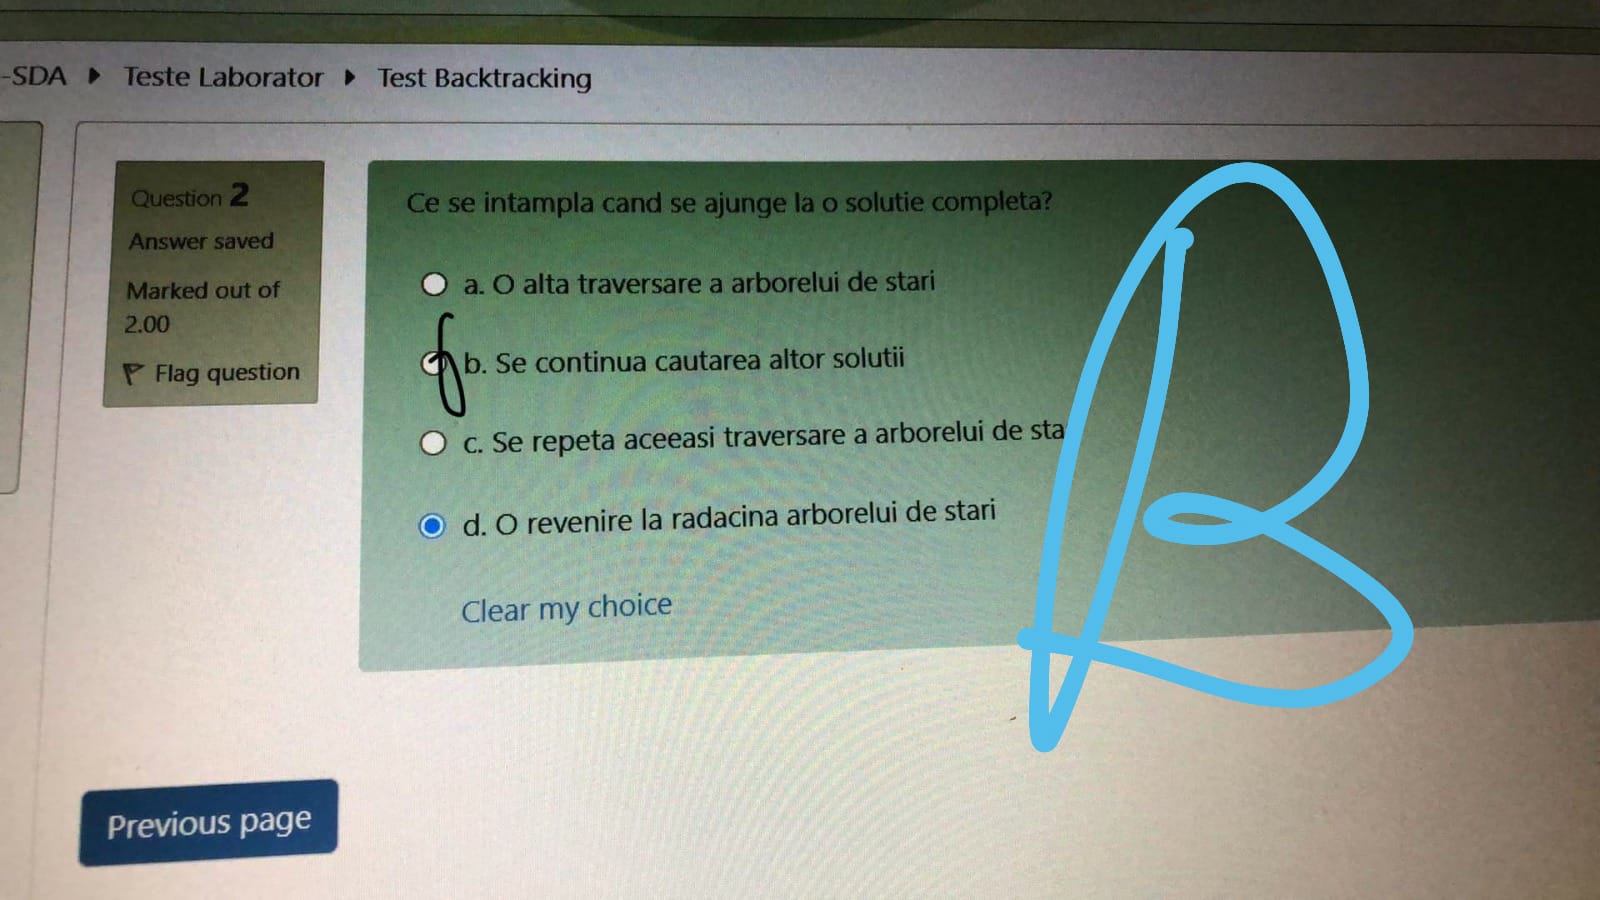 -SDA ▶ Teste Laborator ▶ Test Backtracking
Question 2
Answer saved
Marked out of
2.00
Flag question
Ce se intampla cand se ajunge la o solutie completa?
a. O alta traversare a arborelui de stari
b. Se continua cautarea altor solutii
c. Se repeta aceeasi traversare a arborelui de sta
d. O revenire la radacina arborelui de stari
Clear my choice
B
Previous page